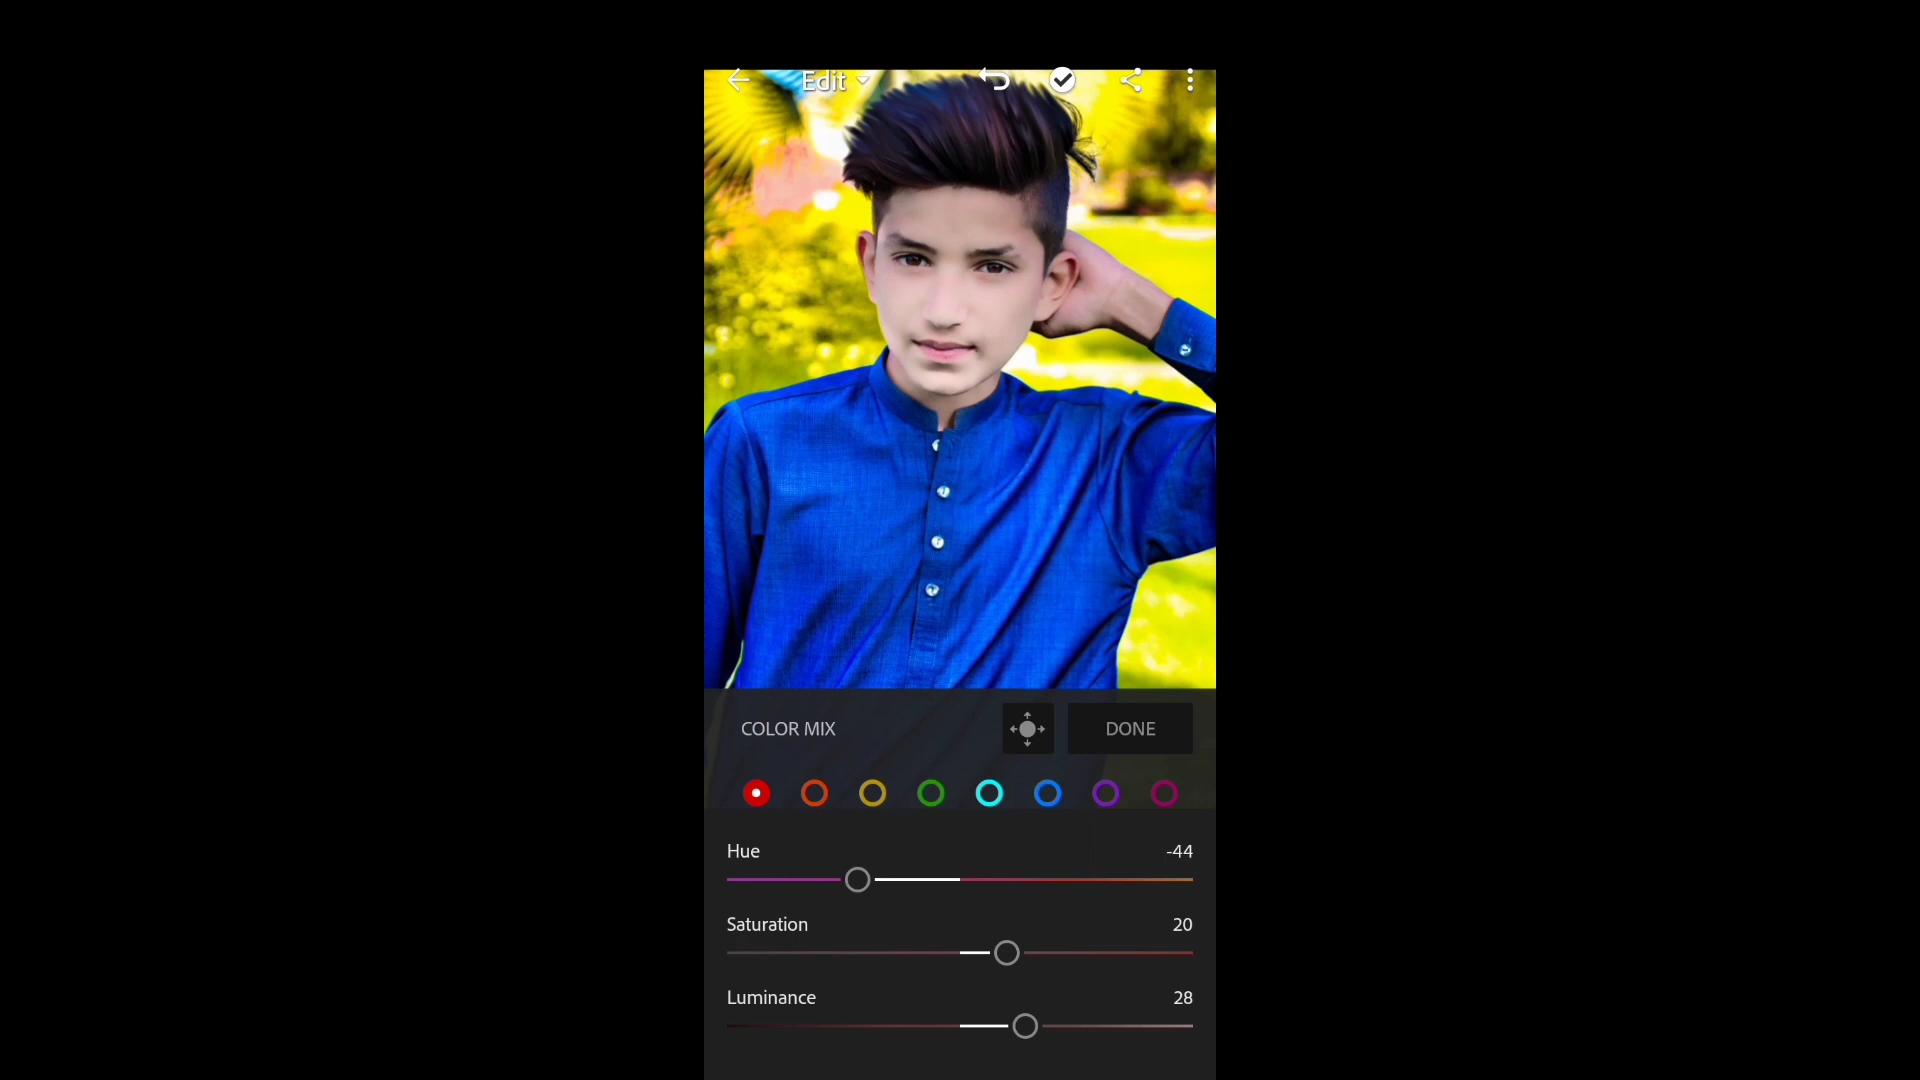 Edit
COLOR MIX
DONE
Hue -44
Saturation 20
Luminance 28